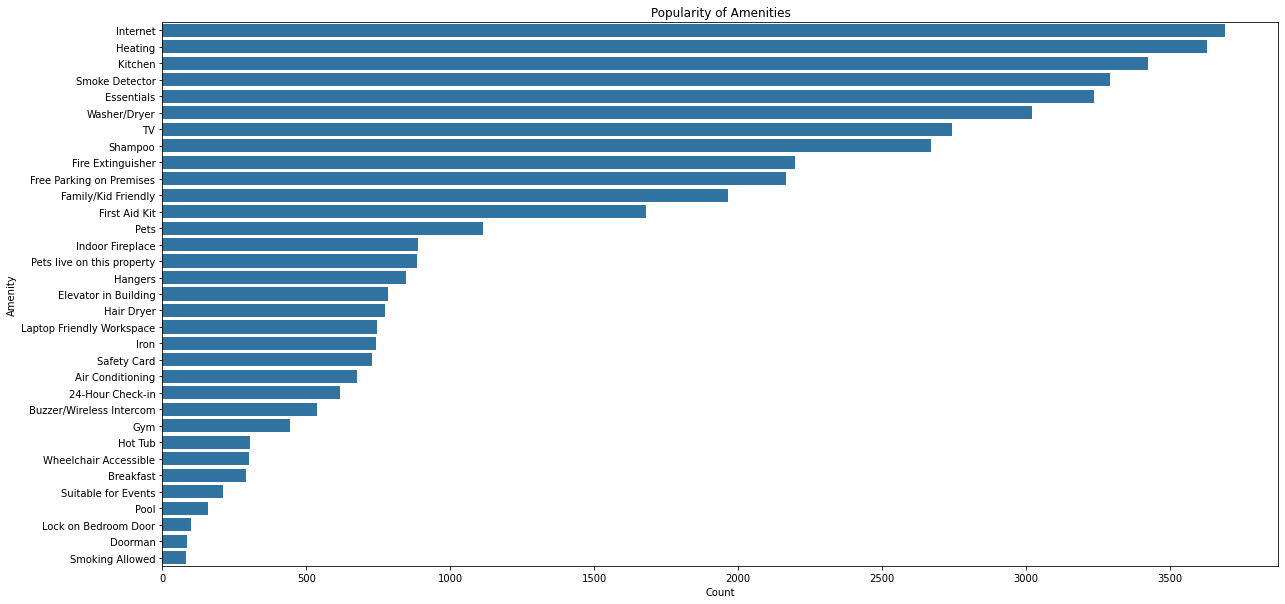 Popularity of Amenities
Amenity
Internet
Heating
Kitchen
Smoke Detector
Essentials
Washer/Dryer
TV
Shampoo
Fire Extinguisher
Free Parking on Premises
Family/Kid Friendly
First Aid Kit
Pets
Indoor Fireplace
Pets live on this property
Hangers
Elevator in Building
Hair Dryer
Laptop Friendly Workspace
Iron
Safety Card
Air Conditioning
24-Hour Check-in
Buzzer/Wireless Intercom
Gym
Hot Tub
Wheelchair Accessible
Breakfast
Suitable for Events
Pool
Lock on Bedroom Door
Doorman
Smoking Allowed
0 500 1000 1500 2000 2500 3000 3500
Count